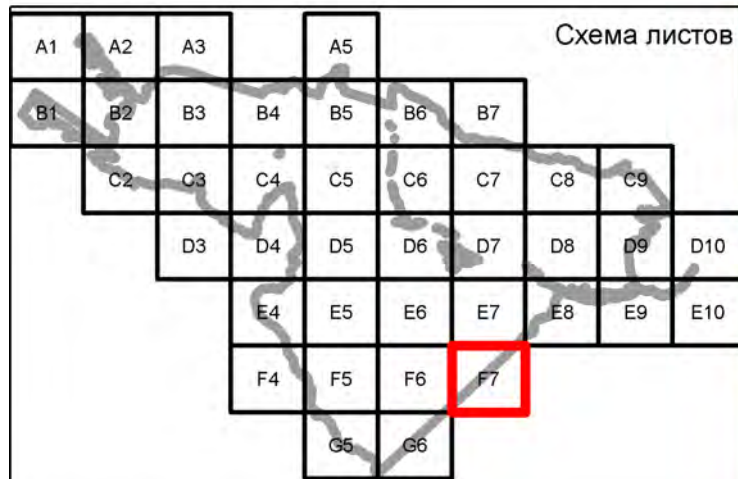 Схема листов
A1 A2 A3 A5
B1 B2 B3 B4 B5 B6 B7
C2 C3 C4 C5 C6 C7 C8 C9
D3 D4 D5 D6 D7 D8 D9 D10
E4 E5 E6 E7 E8 E9 E10
F4 F5 F6 F7
G5 G6